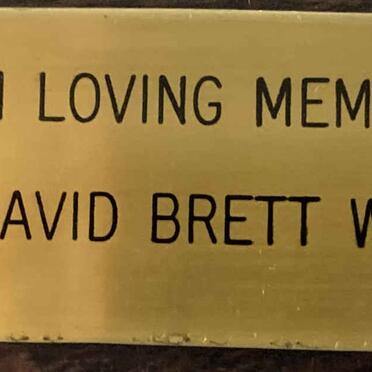 LOVING MEM
AVID BRETT W